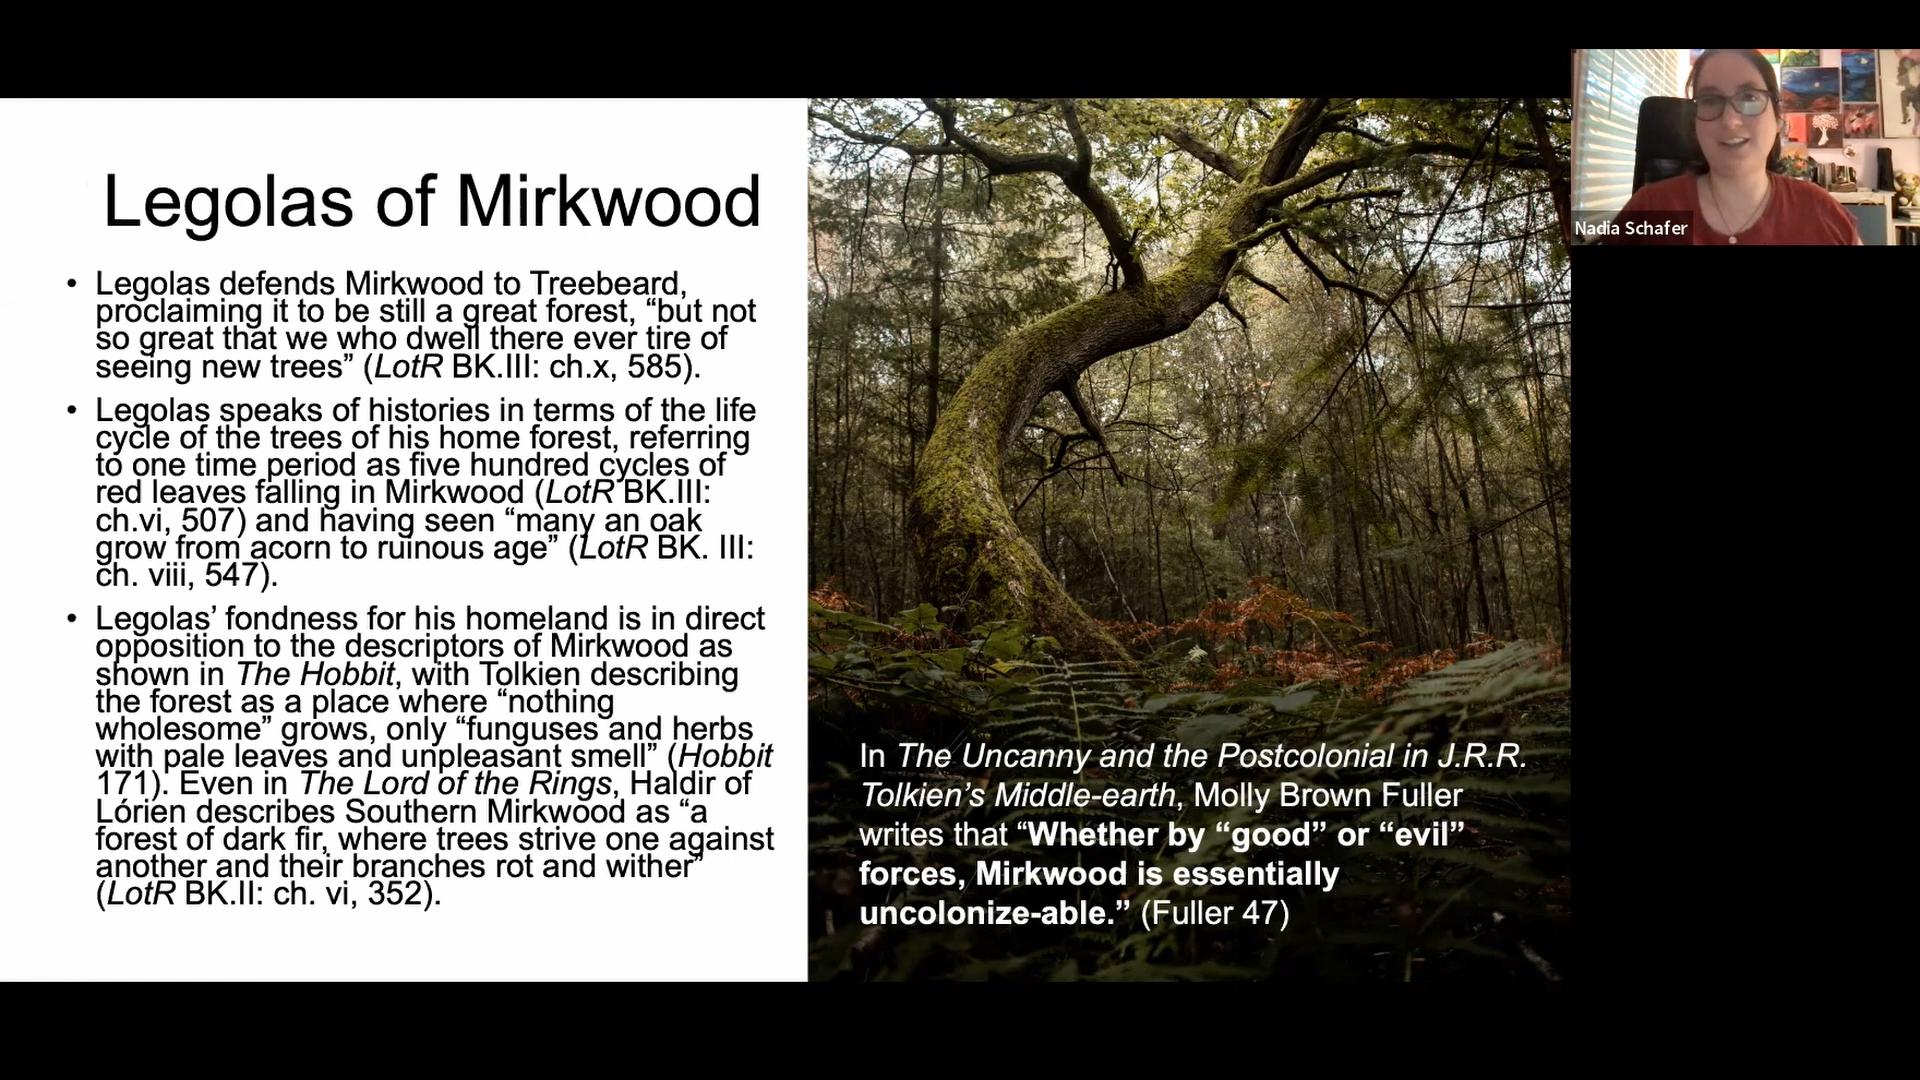 Legolas of Mirkwood
• Legolas defends Mirkwood to Treebeard,
proclaiming it to be still a great forest, “but not
so great that we who dwell there ever tire of
seeing new trees” (LotR BK.III: ch.x, 585).
• Legolas speaks of histories in terms of the life
cycle of the trees of his home forest, referring
to one time period as five hundred cycles of
red leaves falling in Mirkwood (LotR BK.III:
ch.vi, 507) and having seen “many an oak
grow from acorn to ruinous age” (LotR BK. III:
ch. viii, 547).
• Legolas’ fondness for his homeland is in direct
opposition to the descriptors of Mirkwood as
shown in The Hobbit, with Tolkien describing
the forest as a place where “nothing
wholesome” grows, only “funguses and herbs
with pale leaves and unpleasant smell” (Hobbit
171). Even in The Lord of the Rings, Haldir of
Lórien describes Southern Mirkwood as “a
forest of dark fir, where trees strive one against
another and their branches rot and wither”
(LotR BK.II: ch. vi, 352).
In The Uncanny and the Postcolonial in J.R.R.
Tolkien’s Middle-earth, Molly Brown Fuller
writes that “Whether by “good” or “evil”
forces, Mirkwood is essentially
uncolonize-able.” (Fuller 47)
Nadia Schafer